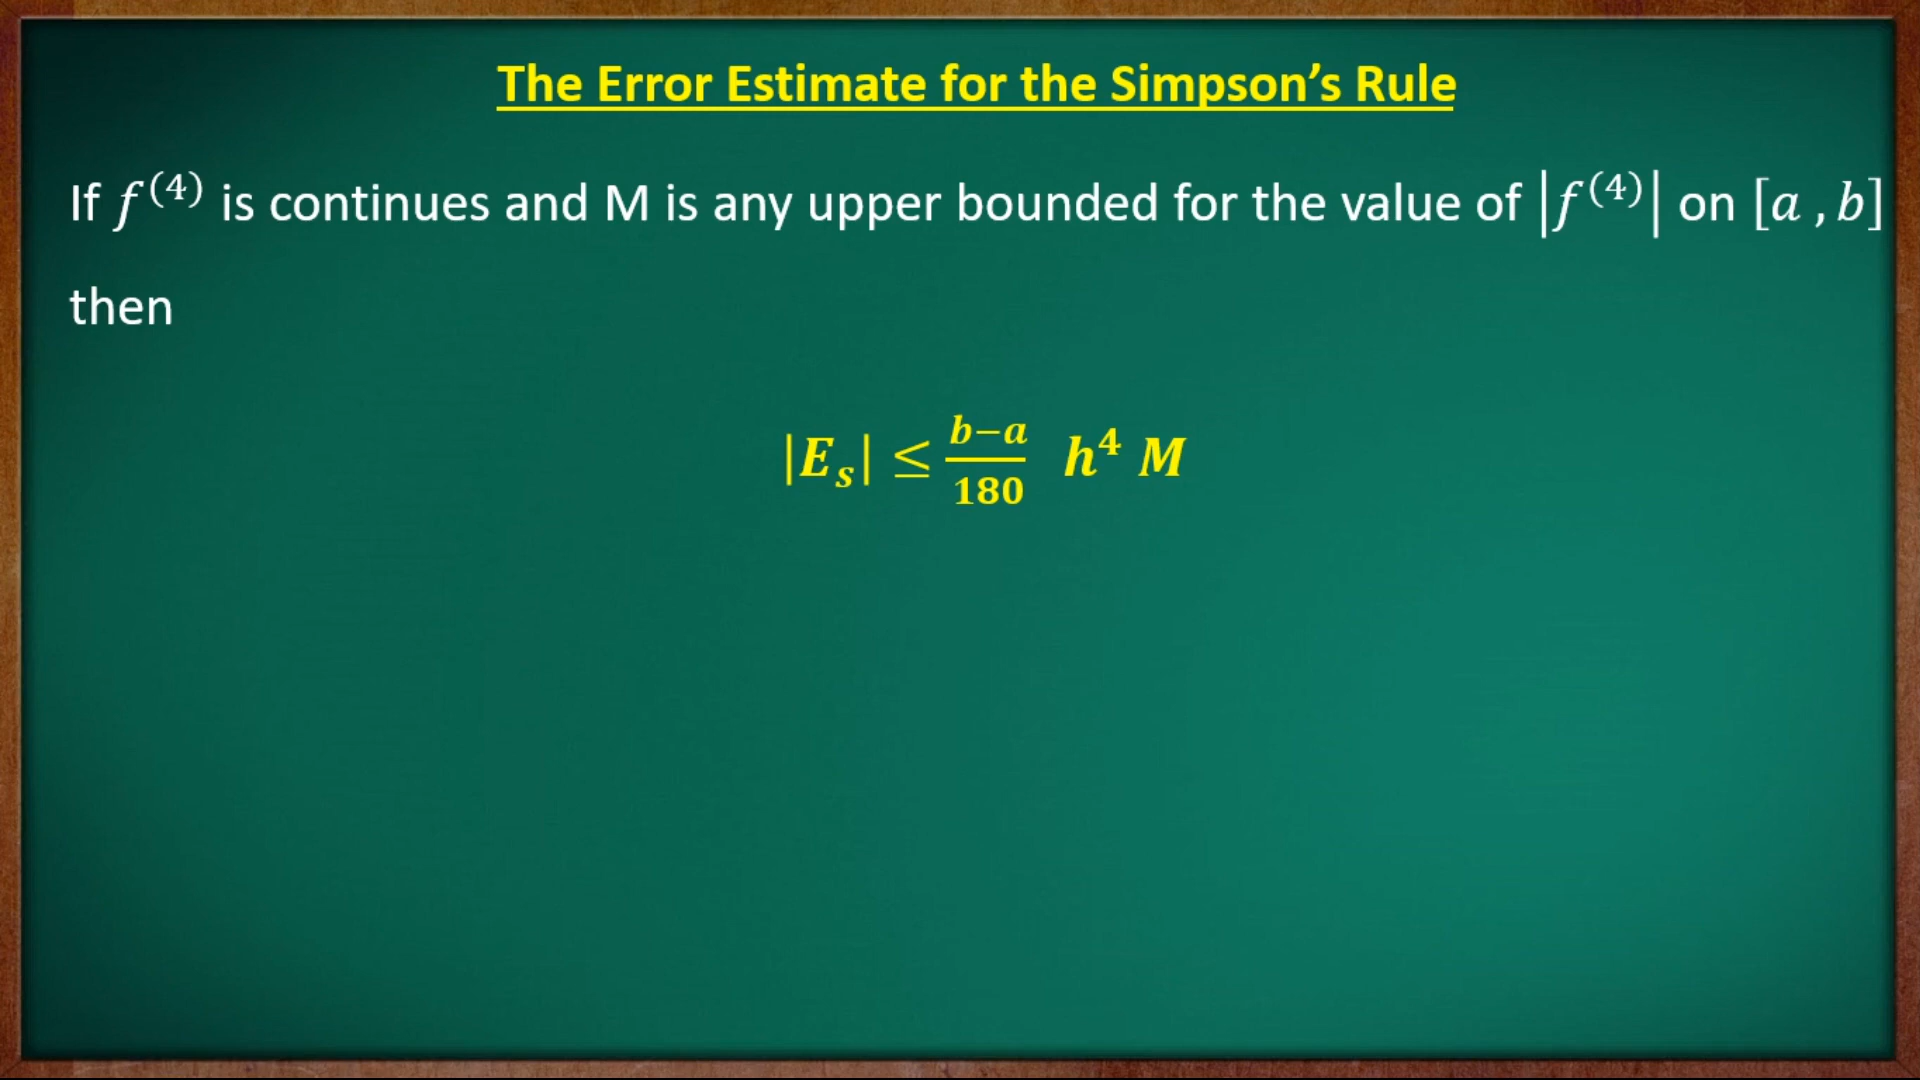 The Error Estimate for the Simpson’s Rule
If f⁽⁴⁾ is continues and M is any upper bounded for the value of |f⁽⁴⁾| on [a , b]
then
|Eₛ| ≤ b−a/180 h⁴ M